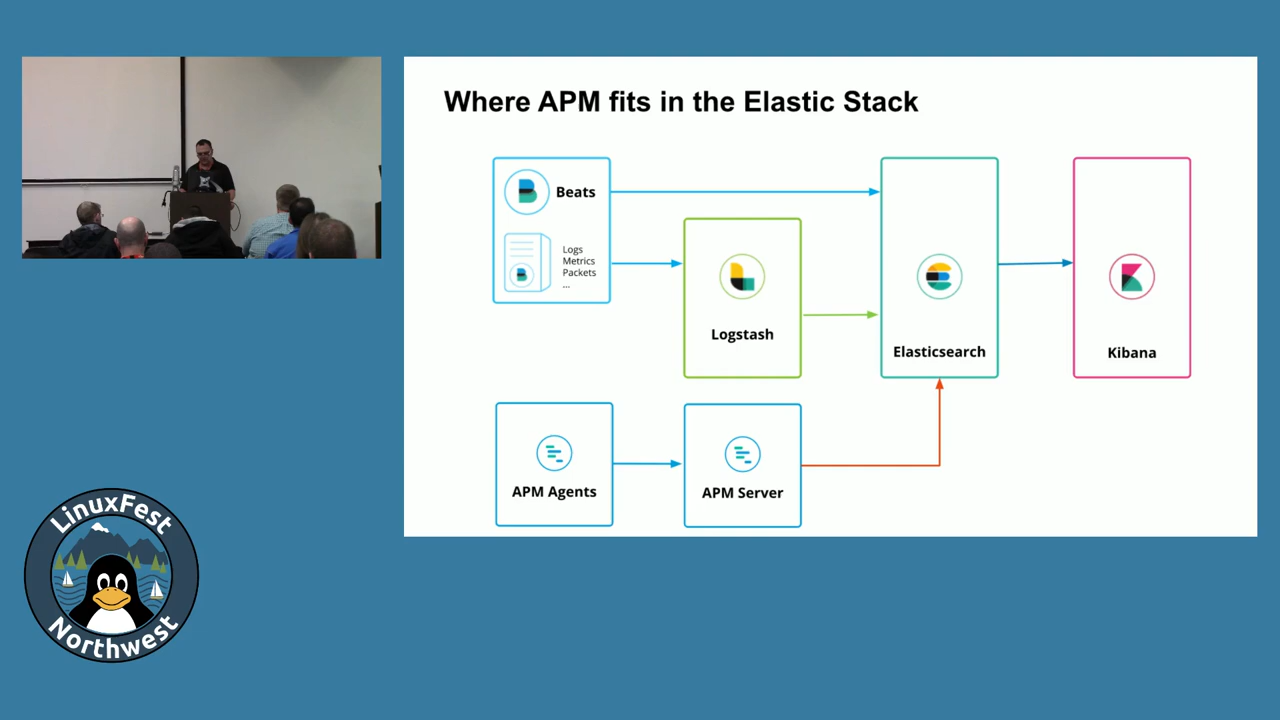 Where APM fits in the Elastic Stack
Beats
Logs
Metrics
Packets
...
Logstash
Elasticsearch
Kibana
APM Agents
APM Server
LinuxFest
Northwest